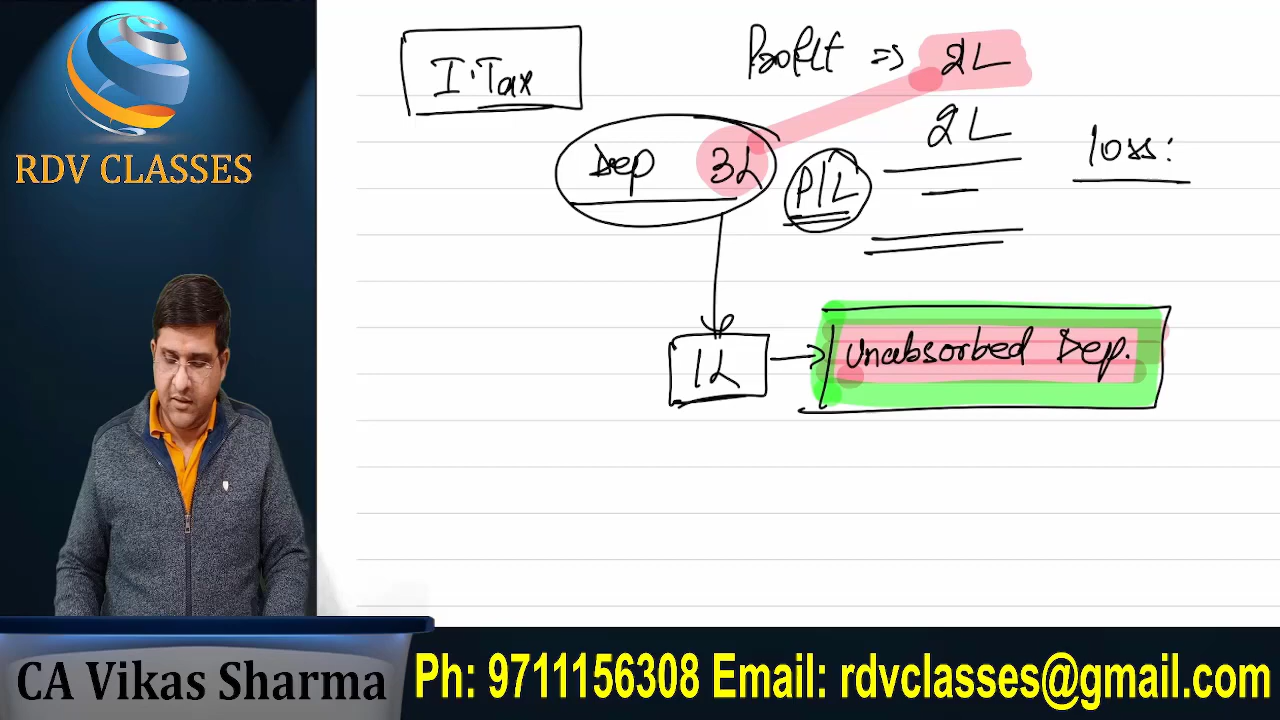 RDV CLASSES
I.Tax
Profit ⇒ 2L
2L
loss:
Dep 3L
P/L
1L
Unabsorbed Dep.
CA Vikas Sharma
Ph: 9711156308 Email: rdvclasses@gmail.com